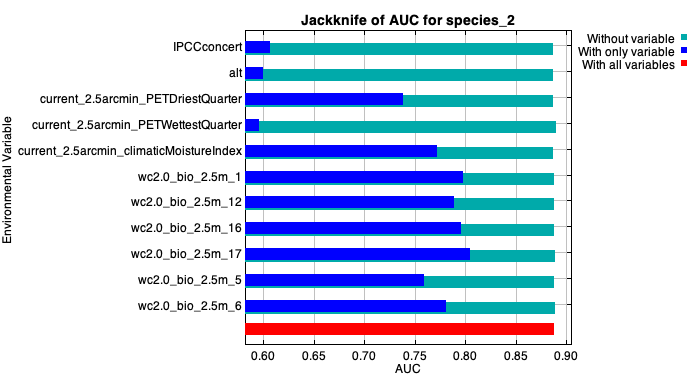 Jackknife of AUC for species_2
Without variable
With only variable
With all variables
Environmental Variable
IPCCconcert
alt
current_2.5arcmin_PETDriestQuarter
current_2.5arcmin_PETWettestQuarter
current_2.5arcmin_climaticMoistureIndex
wc2.0_bio_2.5m_1
wc2.0_bio_2.5m_12
wc2.0_bio_2.5m_16
wc2.0_bio_2.5m_17
wc2.0_bio_2.5m_5
wc2.0_bio_2.5m_6
0.60 0.65 0.70 0.75 0.80 0.85 0.90
AUC